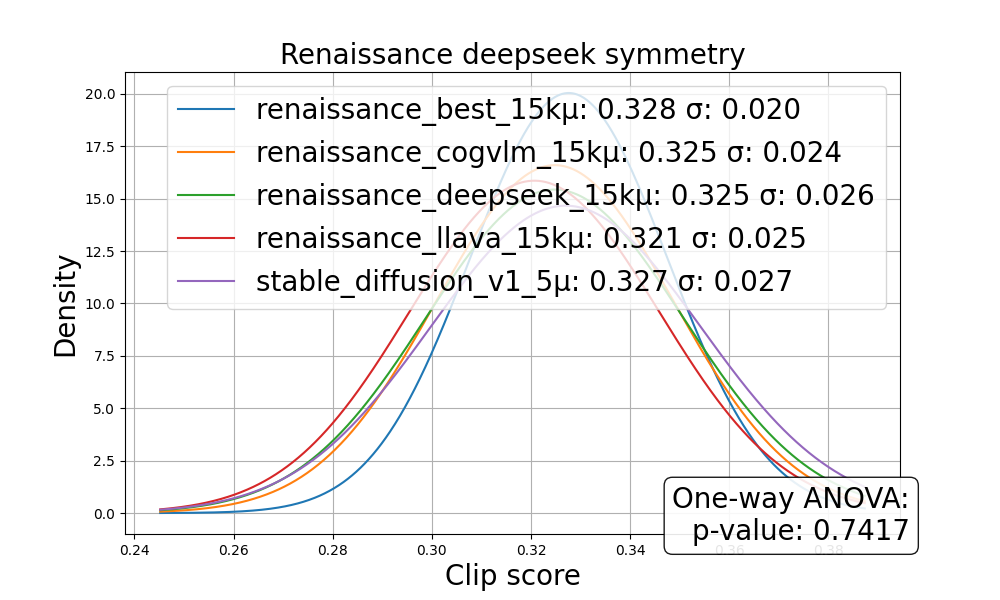 Renaissance deepseek symmetry
20.0
17.5
15.0
12.5
10.0
7.5
5.0
2.5
0.0
Density
renaissance_best_15kμ: 0.328 σ: 0.020
renaissance_cogvlm_15kμ: 0.325 σ: 0.024
renaissance_deepseek_15kμ: 0.325 σ: 0.026
renaissance_llava_15kμ: 0.321 σ: 0.025
stable_diffusion_v1_5μ: 0.327 σ: 0.027
One-way ANOVA:
p-value: 0.7417
0.24 0.26 0.28 0.30 0.32 0.34 0.36 0.38
Clip score